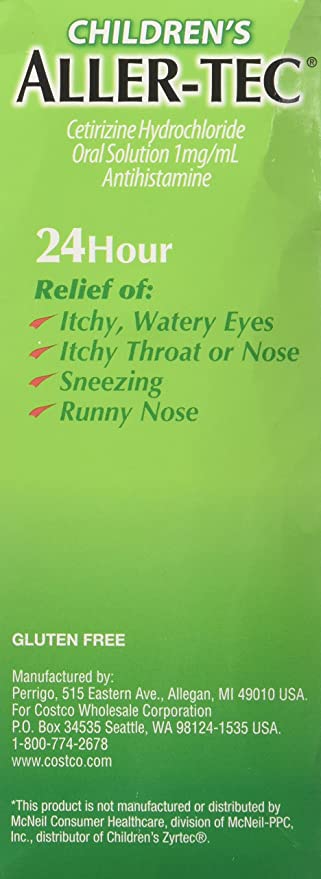 CHILDREN'S
ALLER-TEC®
Cetirizine Hydrochloride
Oral Solution 1mg/mL
Antihistamine
24Hour
Relief of:
Itchy, Watery Eyes
Itchy Throat or Nose
Sneezing
Runny Nose
GLUTEN FREE
Manufactured by:
Perrigo, 515 Eastern Ave., Allegan, MI 49010 USA.
For Costco Wholesale Corporation
P.O. Box 34535 Seattle, WA 98124-1535 USA.
1-800-774-2678
www.costco.com
*This product is not manufactured or distributed by
McNeil Consumer Healthcare, division of McNeil-PPC,
Inc., distributor of Children's Zyrtec®.